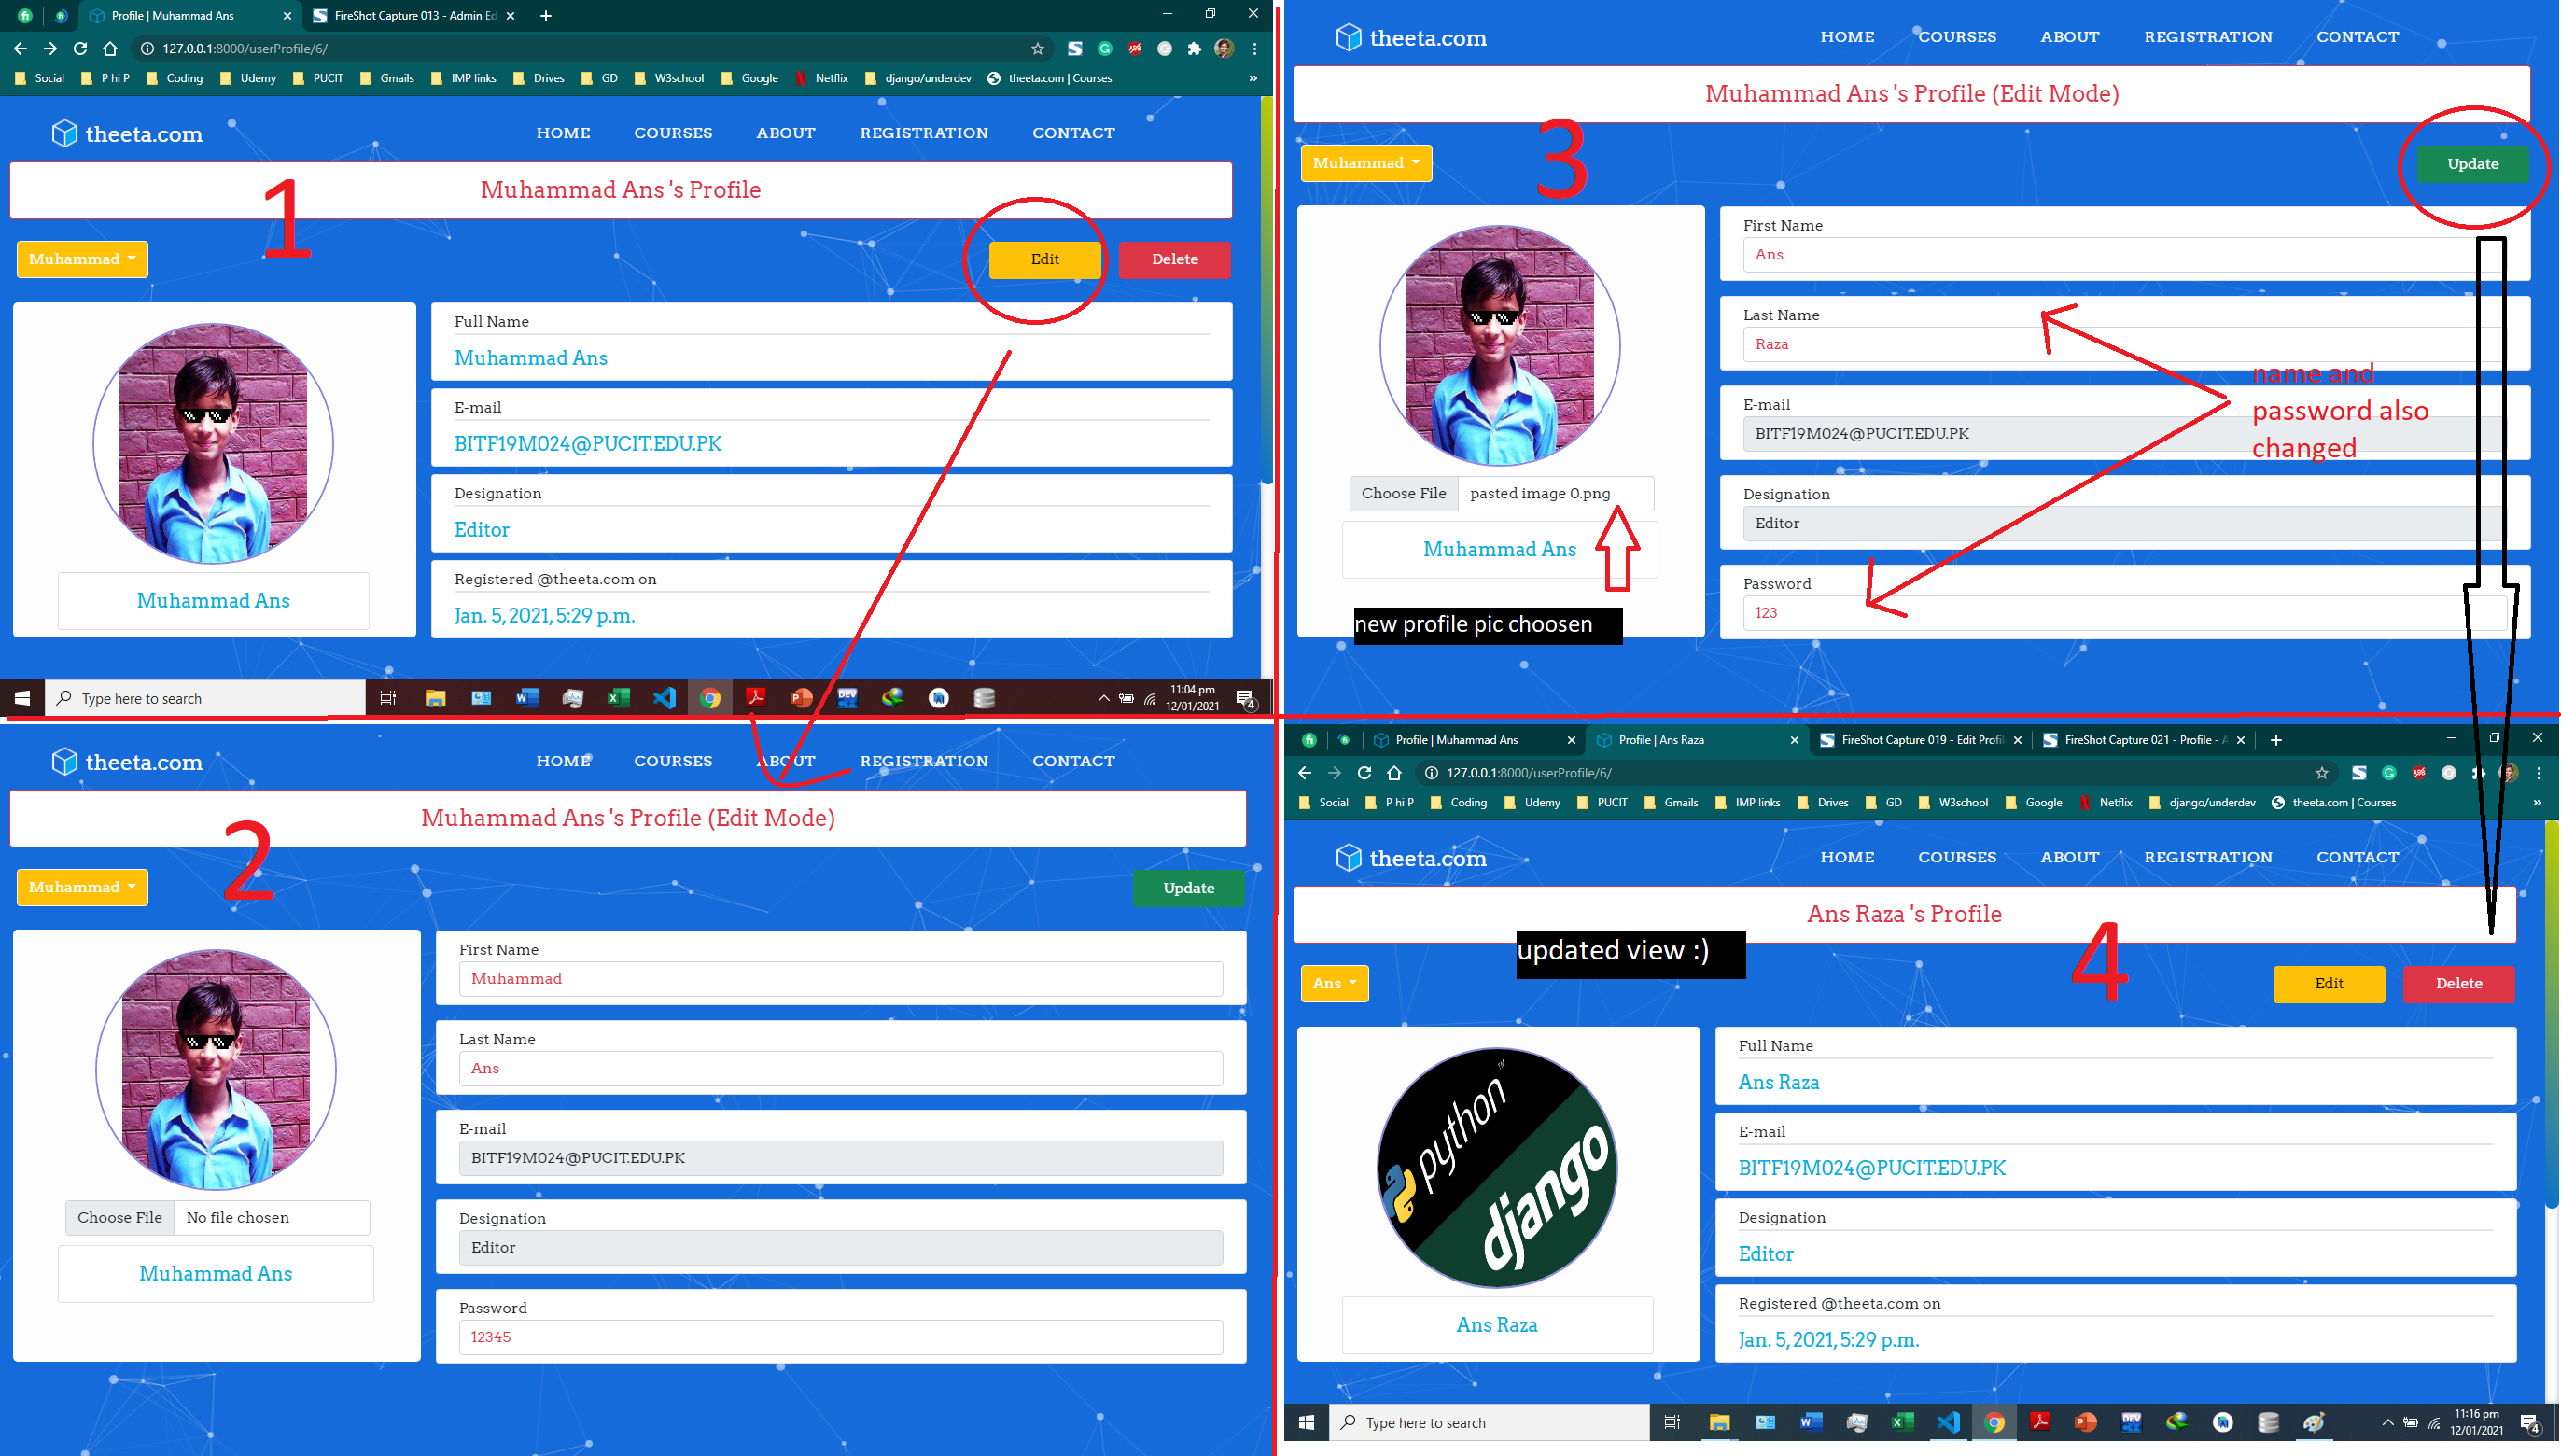 Profile | Muhammad Ans
FireShot Capture 013 - Admin Ed
127.0.0.1:8000/userProfile/6/
Social P hi P Coding Udemy PUCIT Gmails IMP links Drives GD W3school Google Netflix django/underdev theeta.com | Courses »
theeta.com HOME COURSES ABOUT REGISTRATION CONTACT
1
Muhammad Ans 's Profile
Muhammad
Edit Delete
Full Name
Muhammad Ans
E-mail
BITF19M024@PUCIT.EDU.PK
Designation
Editor
Registered @theeta.com on
Jan. 5, 2021, 5:29 p.m.
Muhammad Ans
Type here to search
11:04 pm
12/01/2021
4
theeta.com HOME COURSES ABOUT REGISTRATION CONTACT
2
Muhammad Ans 's Profile (Edit Mode)
Muhammad
Update
First Name
Muhammad
Last Name
Ans
E-mail
BITF19M024@PUCIT.EDU.PK
Designation
Editor
Password
12345
Choose File No file chosen
Muhammad Ans
theeta.com HOME COURSES ABOUT REGISTRATION CONTACT
Muhammad Ans 's Profile (Edit Mode)
3
Muhammad
Update
First Name
Ans
Last Name
Raza
E-mail
BITF19M024@PUCIT.EDU.PK
Designation
Editor
Password
123
name and
password also
changed
Choose File pasted image 0.png
Muhammad Ans
new profile pic choosen
Profile | Muhammad Ans
Profile | Ans Raza
FireShot Capture 019 - Edit Profil
FireShot Capture 021 - Profile - A
127.0.0.1:8000/userProfile/6/
Social P hi P Coding Udemy PUCIT Gmails IMP links Drives GD W3school Google Netflix django/underdev theeta.com | Courses »
theeta.com HOME COURSES ABOUT REGISTRATION CONTACT
Ans Raza 's Profile
updated view :)
4
Ans
Edit Delete
python
django
Full Name
Ans Raza
E-mail
BITF19M024@PUCIT.EDU.PK
Designation
Editor
Registered @theeta.com on
Jan. 5, 2021, 5:29 p.m.
Ans Raza
Type here to search
11:16 pm
12/01/2021
4